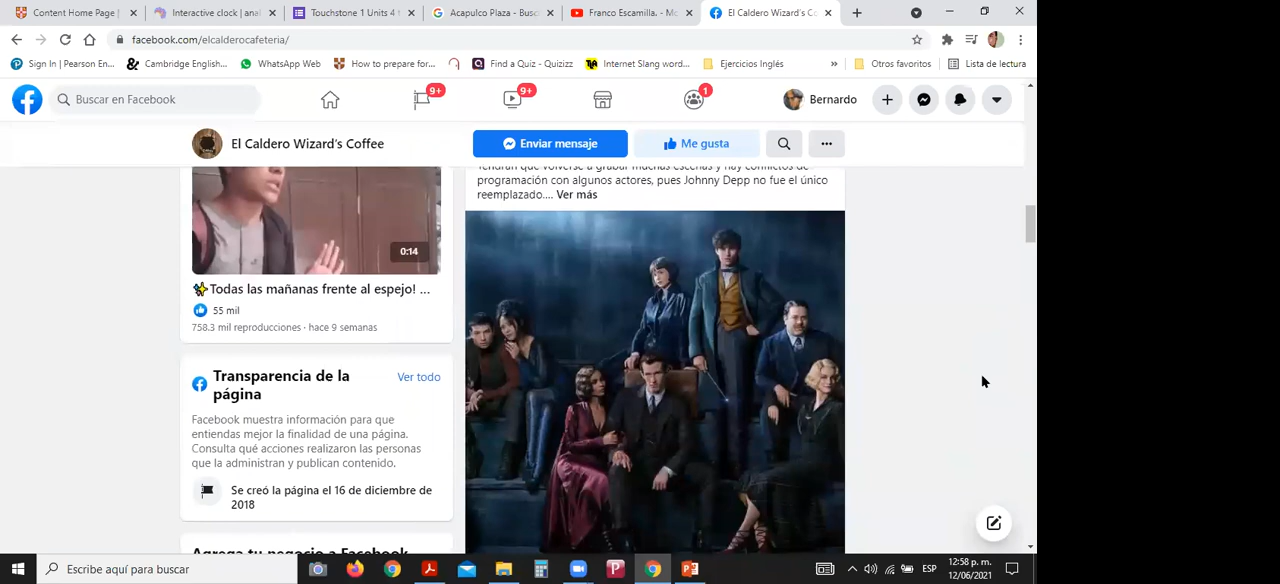 Content Home Page |
Interactive clock | anal
Touchstone 1 Units 4 t
Acapulco Plaza - Busc
Franco Escamilla. - Mo
El Caldero Wizard's Co
facebook.com/elcalderocafeteria/
Sign In | Pearson En...
Cambridge English...
WhatsApp Web
How to prepare for...
Find a Quiz - Quizizz
Internet Slang word...
Ejercicios Inglés
»
Otros favoritos
Lista de lectura
Buscar en Facebook
9+
9+
1
Bernardo
El Caldero Wizard's Coffee
Enviar mensaje
Me gusta
Tendrán que volverse a grabar muchas escenas y hay conflictos de
programación con algunos actores, pues Johnny Depp no fue el único
reemplazado.... Ver más
0:14
Todas las mañanas frente al espejo! ...
55 mil
758.3 mil reproducciones · hace 9 semanas
Transparencia de la
página
Ver todo
Facebook muestra información para que
entiendas mejor la finalidad de una página.
Consulta qué acciones realizaron las personas
que la administran y publican contenido.
Se creó la página el 16 de diciembre de
2018
Agrega tu negocio a Facebook
Escribe aquí para buscar
ESP
12:58 p. m.
12/06/2021